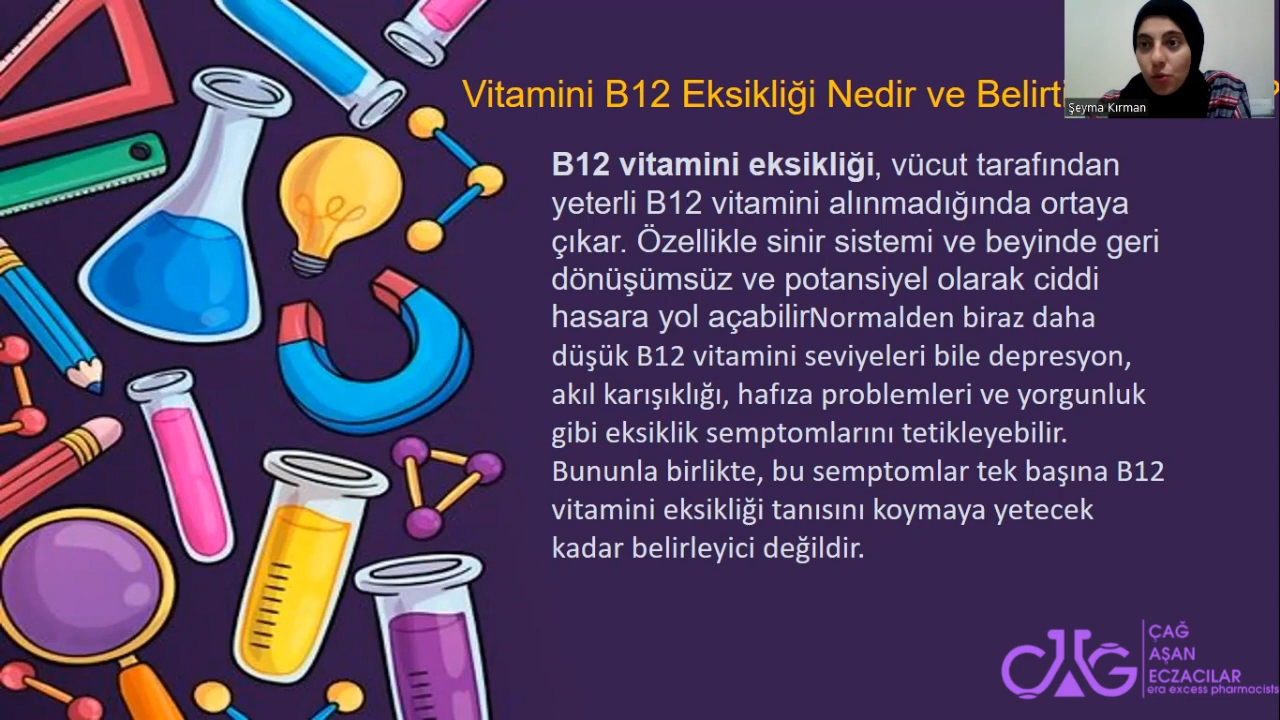 Vitamini B12 Eksikliği Nedir ve
Şeyma Kırman
B12 vitamini eksikliği, vücut tarafından
yeterli B12 vitamini alınmadığında ortaya
çıkar. Özellikle sinir sistemi ve beyinde geri
dönüşümsüz ve potansiyel olarak ciddi
hasara yol açabilirNormalden biraz daha
düşük B12 vitamini seviyeleri bile depresyon,
akıl karışıklığı, hafıza problemleri ve yorgunluk
gibi eksiklik semptomlarını tetikleyebilir.
Bununla birlikte, bu semptomlar tek başına B12
vitamini eksikliği tanısını koymaya yetecek
kadar belirleyici değildir.
ÇAĞ
ÇAĞ
AŞAN
ECZACILAR
era excess pharmacists